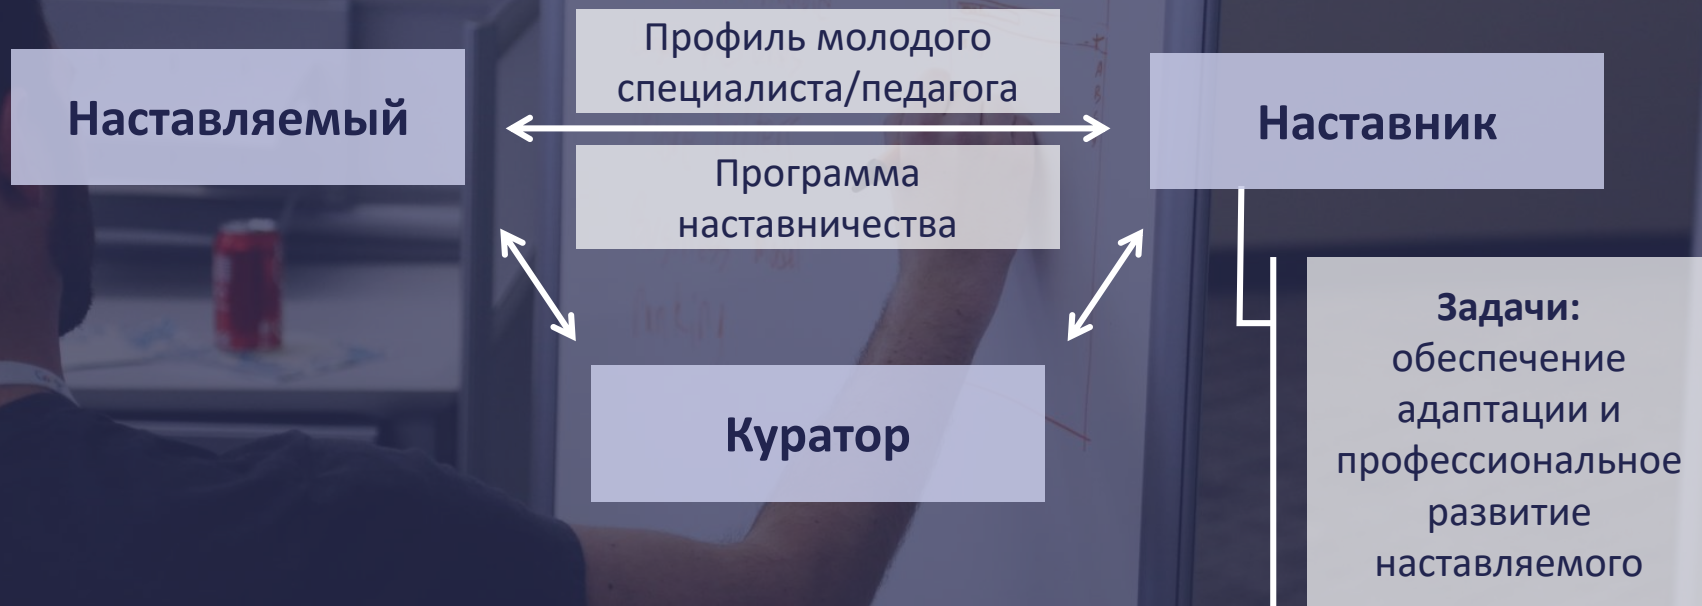 Профиль молодого
специалиста/педагога
Наставляемый
Наставник
Программа
наставничества
Куратор
Задачи:
обеспечение
адаптации и
профессиональное
развитие
наставляемого